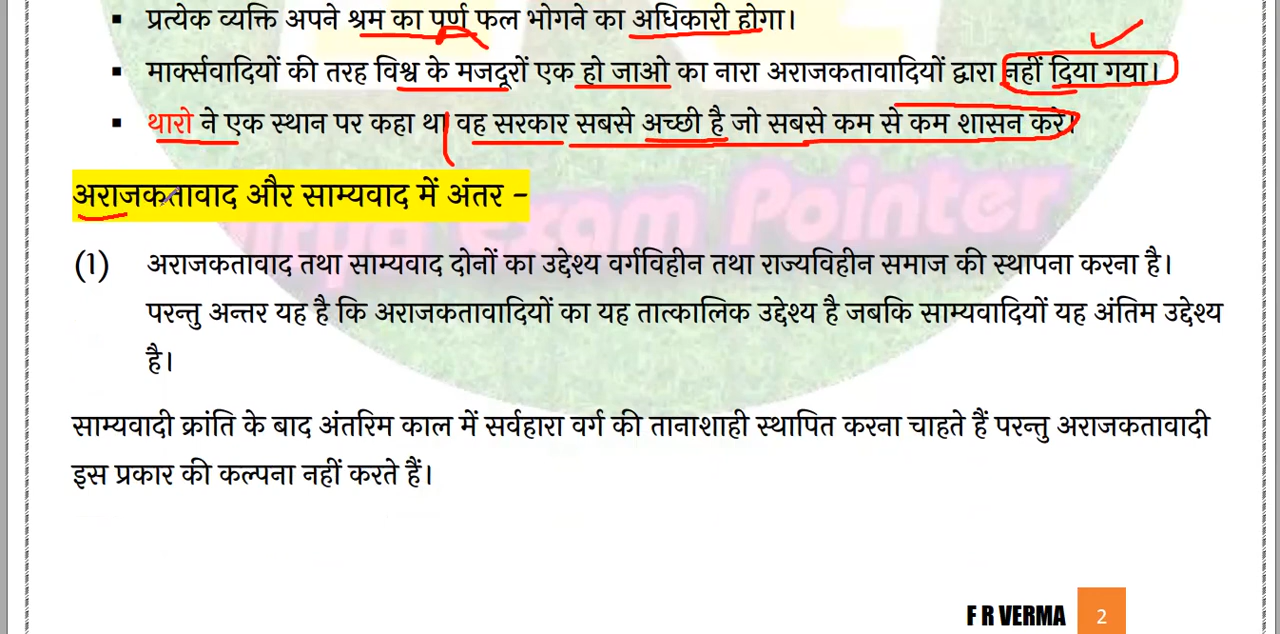 ▪ प्रत्येक व्यक्ति अपने श्रम का पूर्ण फल भोगने का अधिकारी होगा।
▪ मार्क्सवादियों की तरह विश्व के मजदूरों एक हो जाओ का नारा अराजकतावादियों द्वारा नहीं दिया गया।
▪ थारो ने एक स्थान पर कहा था वह सरकार सबसे अच्छी है जो सबसे कम से कम शासन करे।
अराजकतावाद और साम्यवाद में अंतर –
(1) अराजकतावाद तथा साम्यवाद दोनों का उद्देश्य वर्गविहीन तथा राज्यविहीन समाज की स्थापना करना है।
परन्तु अन्तर यह है कि अराजकतावादियों का यह तात्कालिक उद्देश्य है जबकि साम्यवादियों यह अंतिम उद्देश्य
है।
साम्यवादी क्रांति के बाद अंतरिम काल में सर्वहारा वर्ग की तानाशाही स्थापित करना चाहते हैं परन्तु अराजकतावादी
इस प्रकार की कल्पना नहीं करते हैं।
Exam Pointer
F R VERMA 2